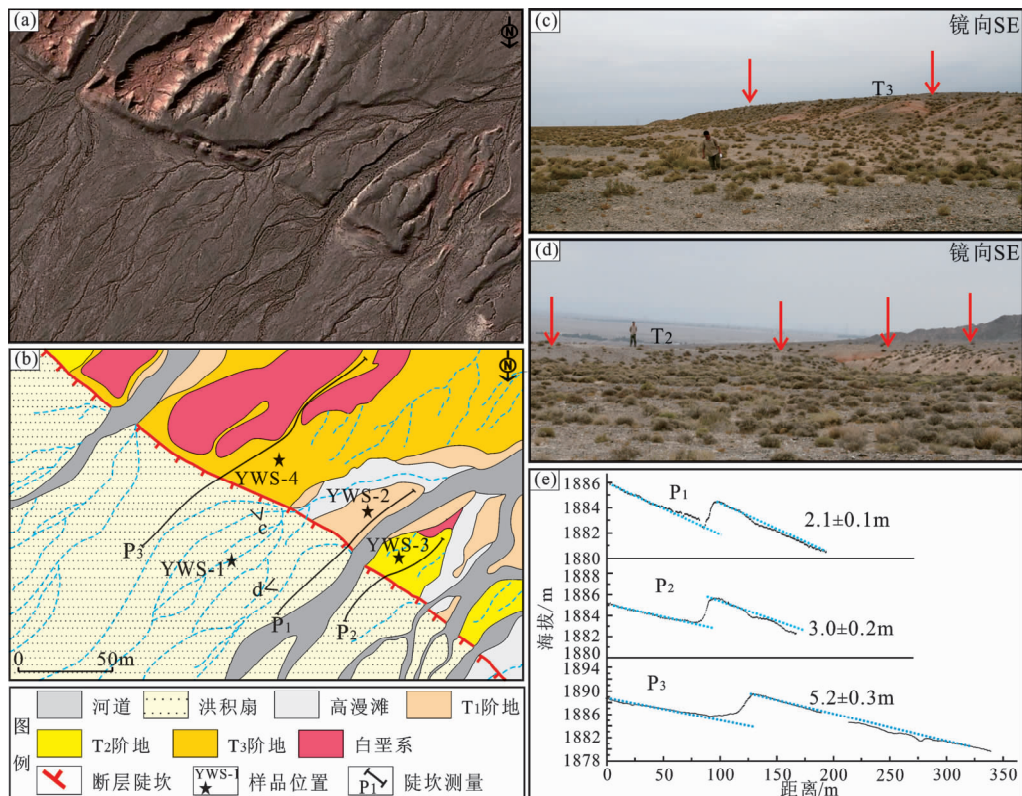 (a)
N
(b)
N
YWS-4
YWS-2
c
P3
YWS-3
YWS-1
d
P1
P2
0 50m
图例
河道 洪积扇 高漫滩 T1阶地
T2阶地 T3阶地 白垩系
断层陡坎 YWS-1 样品位置 P1 陡坎测量
(c)
镜向SE
T3
(d)
镜向SE
T2
(e)
1886
P1
1884
2.1±0.1m
1882
1880
1888
P2
1886
1884
3.0±0.2m
1882
1880
1894
P3
1890
5.2±0.3m
1886
1882
1878
海拔/m
0 50 100 150 200 250 300 350
距离/m